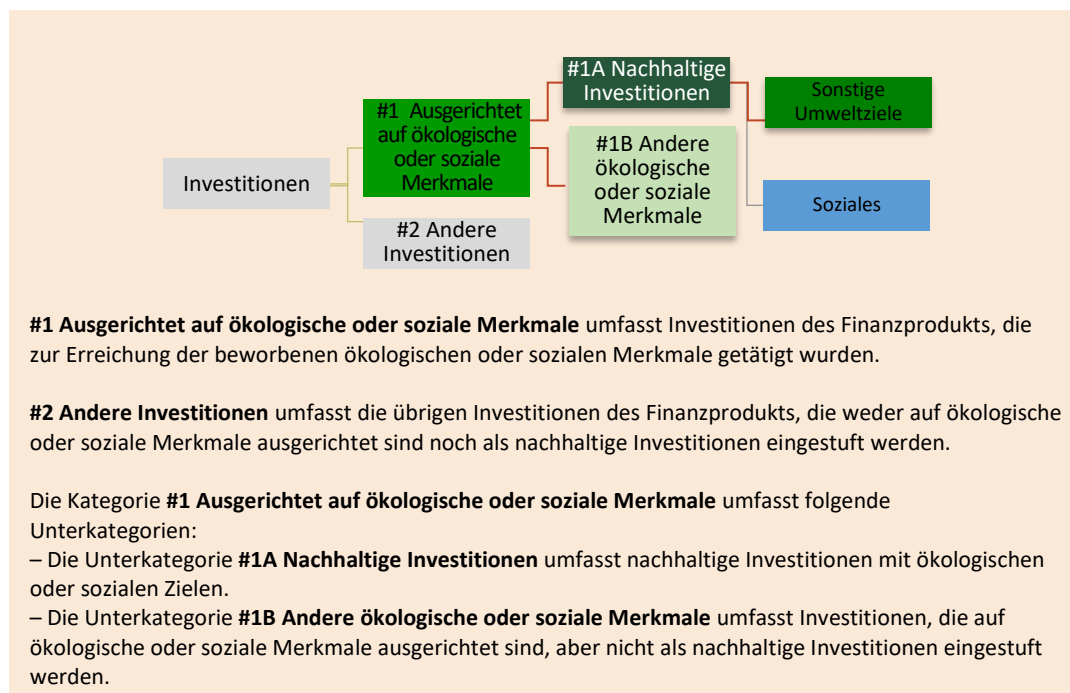 #1A Nachhaltige
Investitionen
Sonstige
Umweltziele
#1 Ausgerichtet
auf ökologische
oder soziale
Merkmale
#1B Andere
ökologische
oder soziale
Merkmale
Investitionen
Soziales
#2 Andere
Investitionen
#1 Ausgerichtet auf ökologische oder soziale Merkmale umfasst Investitionen des Finanzprodukts, die
zur Erreichung der beworbenen ökologischen oder sozialen Merkmale getätigt wurden.
#2 Andere Investitionen umfasst die übrigen Investitionen des Finanzprodukts, die weder auf ökologische
oder soziale Merkmale ausgerichtet sind noch als nachhaltige Investitionen eingestuft werden.
Die Kategorie #1 Ausgerichtet auf ökologische oder soziale Merkmale umfasst folgende
Unterkategorien:
– Die Unterkategorie #1A Nachhaltige Investitionen umfasst nachhaltige Investitionen mit ökologischen
oder sozialen Zielen.
– Die Unterkategorie #1B Andere ökologische oder soziale Merkmale umfasst Investitionen, die auf
ökologische oder soziale Merkmale ausgerichtet sind, aber nicht als nachhaltige Investitionen eingestuft
werden.